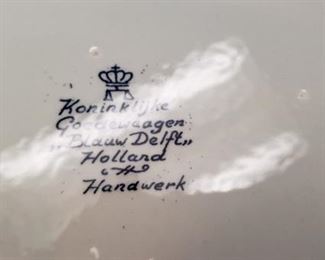 Koninklijke
Goedewaagen
„Blauw Delft„
Holland
Handwerk